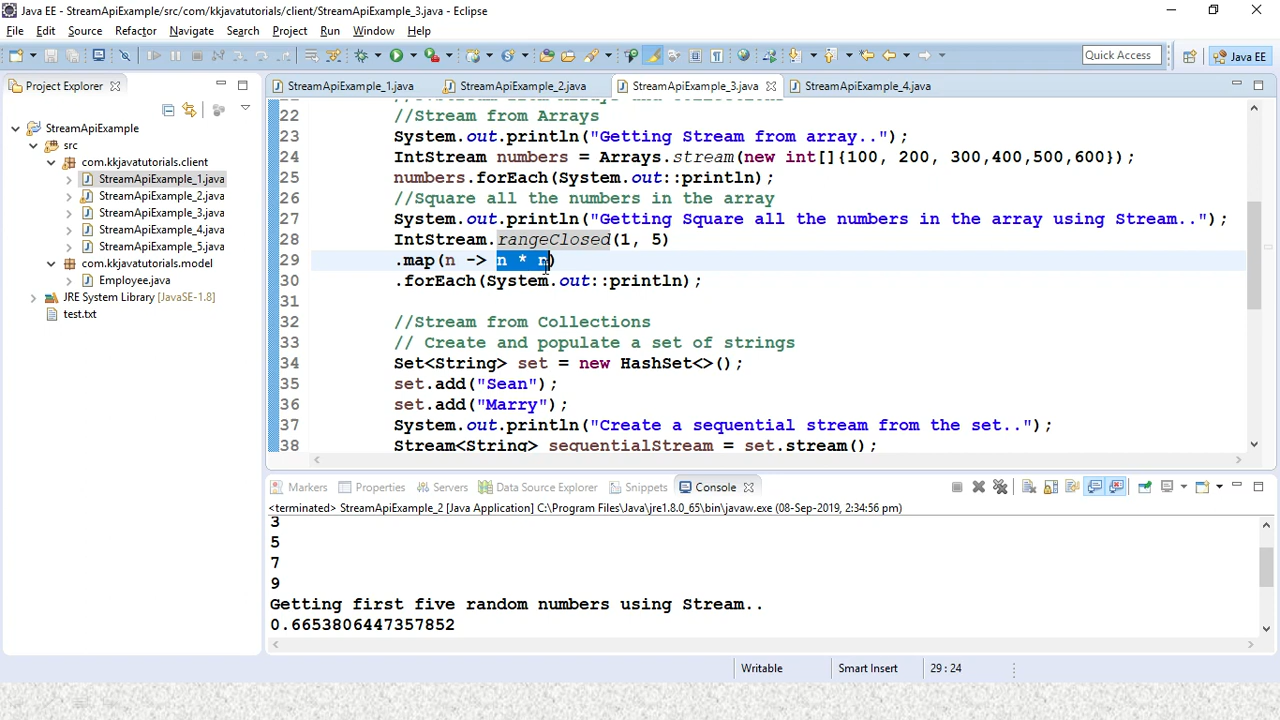 Java EE - StreamApiExample/src/com/kkjavatutorials/client/StreamApiExample_3.java - Eclipse
File Edit Source Refactor Navigate Search Project Run Window Help
Quick Access
Java EE
Project Explorer
StreamApiExample
src
com.kkjavatutorials.client
StreamApiExample_1.java
StreamApiExample_2.java
StreamApiExample_3.java
StreamApiExample_4.java
StreamApiExample_5.java
com.kkjavatutorials.model
Employee.java
JRE System Library [JavaSE-1.8]
test.txt
StreamApiExample_1.java StreamApiExample_2.java StreamApiExample_3.java StreamApiExample_4.java
22 //Stream from Arrays
23 System.out.println("Getting Stream from array..");
24 IntStream numbers = Arrays.stream(new int[]{100, 200, 300,400,500,600});
25 numbers.forEach(System.out::println);
26 //Square all the numbers in the array
27 System.out.println("Getting Square all the numbers in the array using Stream..");
28 IntStream.rangeClosed(1, 5)
29 .map(n -> n * n)
30 .forEach(System.out::println);
31
32 //Stream from Collections
33 // Create and populate a set of strings
34 Set<String> set = new HashSet<>();
35 set.add("Sean");
36 set.add("Marry");
37 System.out.println("Create a sequential stream from the set..");
38 Stream<String> sequentialStream = set.stream();
Markers Properties Servers Data Source Explorer Snippets Console
<terminated> StreamApiExample_2 [Java Application] C:\Program Files\Java\jre1.8.0_65\bin\javaw.exe (08-Sep-2019, 2:34:56 pm)
3
5
7
9
Getting first five random numbers using Stream..
0.6653806447357852
Writable Smart Insert 29 : 24